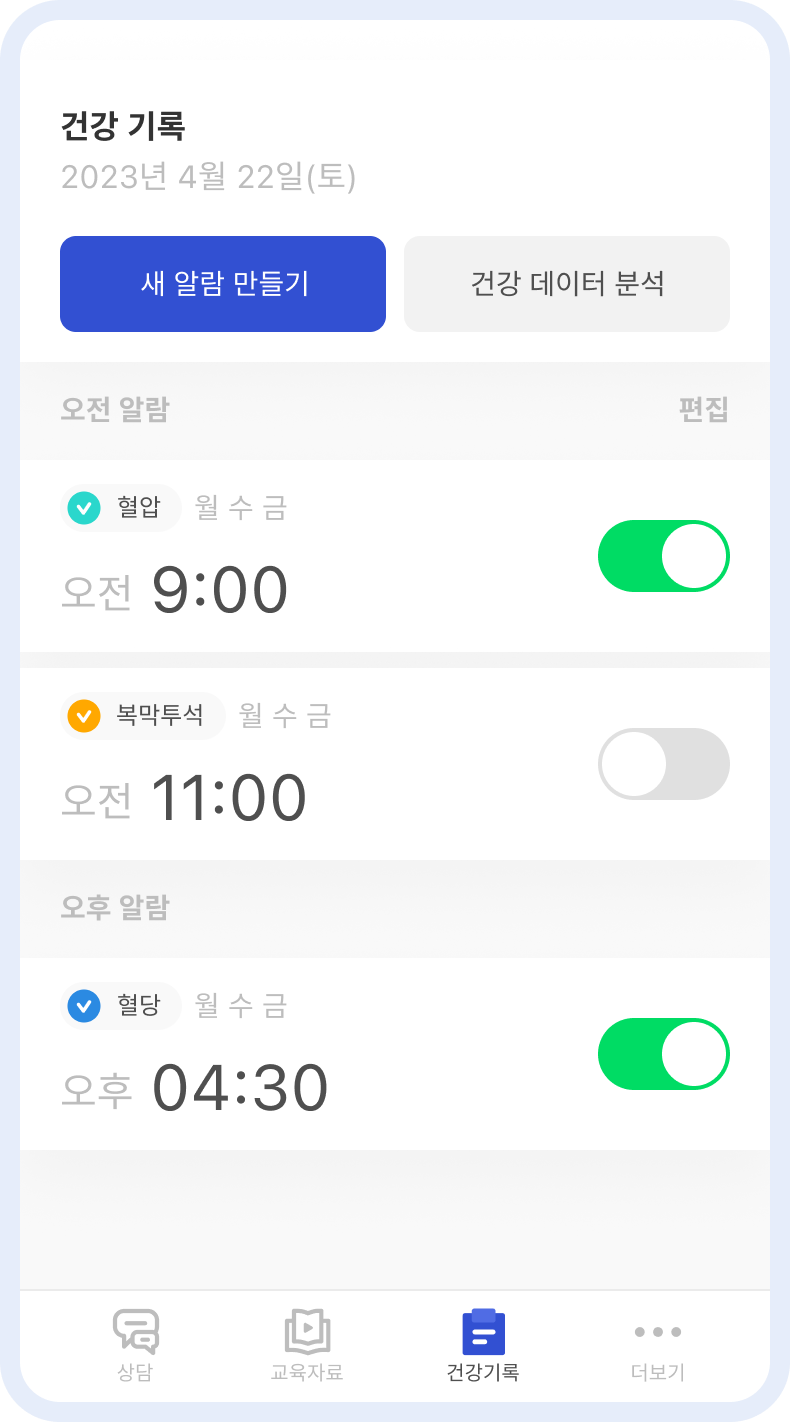 건강 기록
2023년 4월 22일(토)
새 알람 만들기 건강 데이터 분석
오전 알람 편집
혈압 월 수 금
오전 9:00
복막투석 월 수 금
오전 11:00
오후 알람
혈당 월 수 금
오후 04:30
상담 교육자료 건강기록 더보기